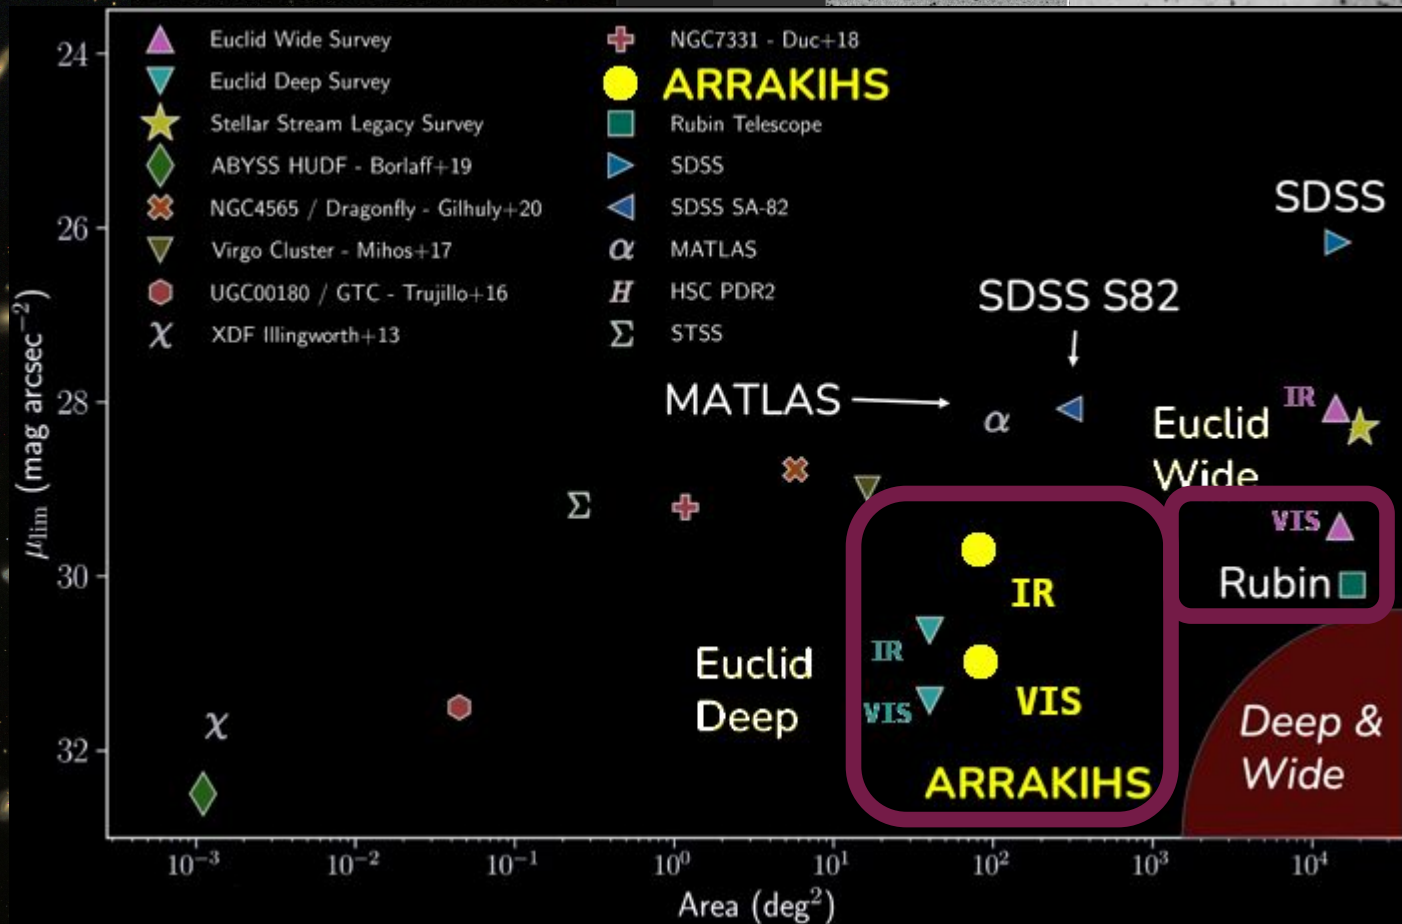 24
26
28
30
32
μlim (mag arcsec−2)
Euclid Wide Survey
Euclid Deep Survey
Stellar Stream Legacy Survey
ABYSS HUDF - Borlaff+19
NGC4565 / Dragonfly - Gilhuly+20
Virgo Cluster - Mihos+17
UGC00180 / GTC - Trujillo+16
χ XDF Illingworth+13
NGC7331 - Duc+18
ARRAKIHS
Rubin Telescope
SDSS
SDSS SA-82
α MATLAS
H HSC PDR2
Σ STSS
SDSS
SDSS S82
MATLAS
α
IR
Euclid
Wide
VIS
Rubin
Σ
IR
Euclid
Deep
IR
VIS
VIS
ARRAKIHS
χ
Deep &
Wide
10−3 10−2 10−1 100 101 102 103 104
Area (deg2)